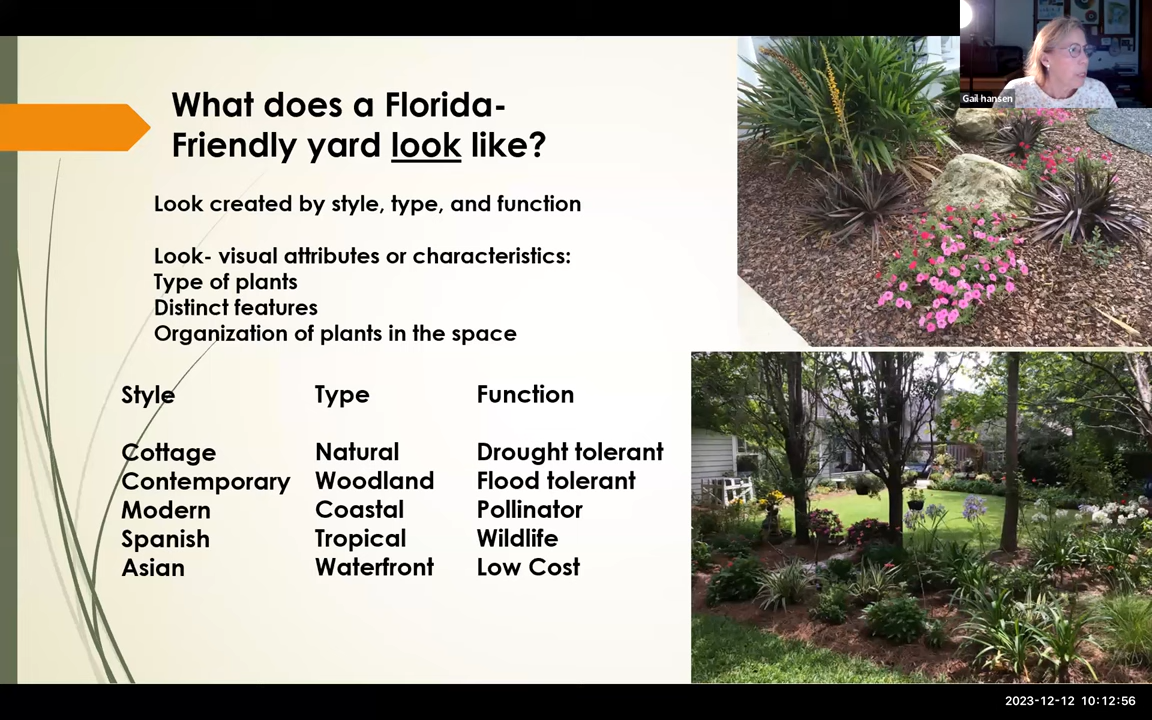 What does a Florida-
Friendly yard look like?
Look created by style, type, and function
Look- visual attributes or characteristics:
Type of plants
Distinct features
Organization of plants in the space
Style Type Function
Cottage Natural Drought tolerant
Contemporary Woodland Flood tolerant
Modern Coastal Pollinator
Spanish Tropical Wildlife
Asian Waterfront Low Cost
Gail hansen
2023-12-12 10:12:56